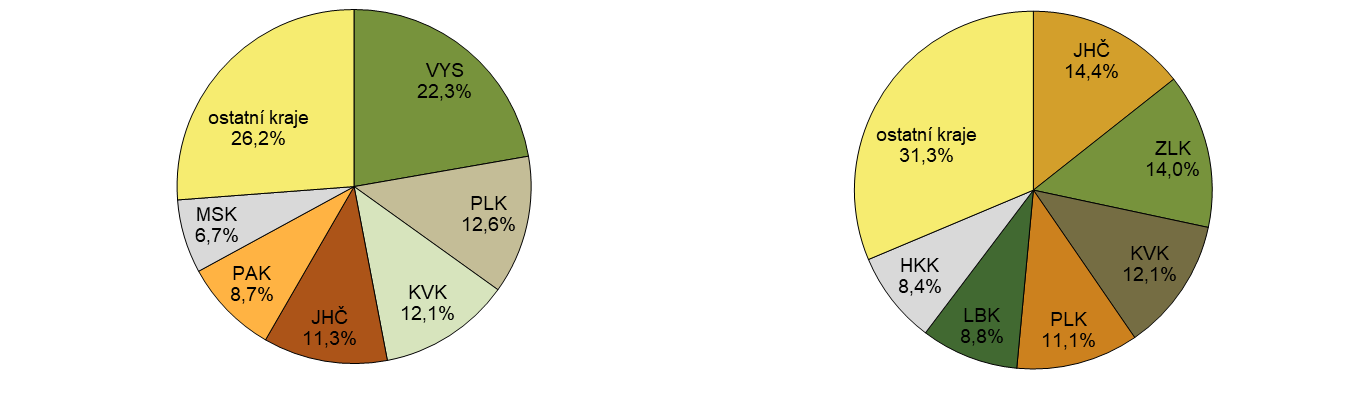 VYS
22,3%
PLK
12,6%
KVK
12,1%
JHČ
11,3%
PAK
8,7%
MSK
6,7%
ostatní kraje
26,2%
JHČ
14,4%
ZLK
14,0%
KVK
12,1%
PLK
11,1%
LBK
8,8%
HKK
8,4%
ostatní kraje
31,3%